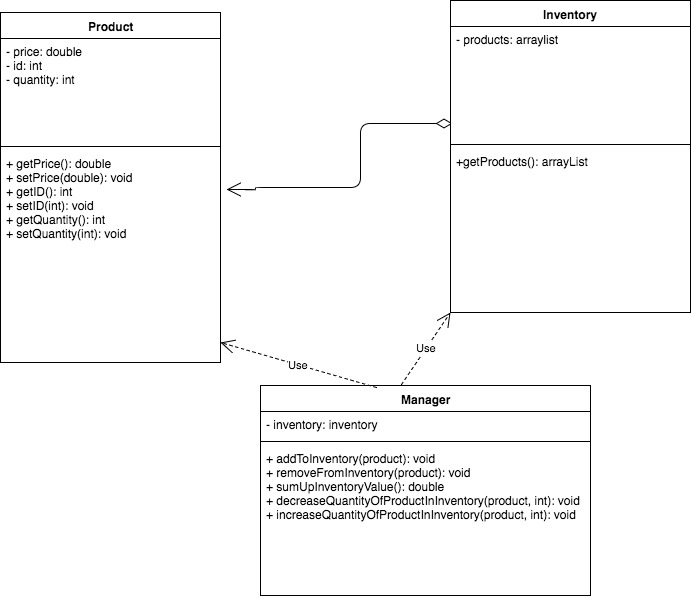 Product
- price: double
- id: int
- quantity: int
+ getPrice(): double
+ setPrice(double): void
+ getID(): int
+ setID(int): void
+ getQuantity(): int
+ setQuantity(int): void
Inventory
- products: arraylist
+getProducts(): arrayList
Use
Use
Manager
- inventory: inventory
+ addToInventory(product): void
+ removeFromInventory(product): void
+ sumUpInventoryValue(): double
+ decreaseQuantityOfProductInInventory(product, int): void
+ increaseQuantityOfProductInInventory(product, int): void